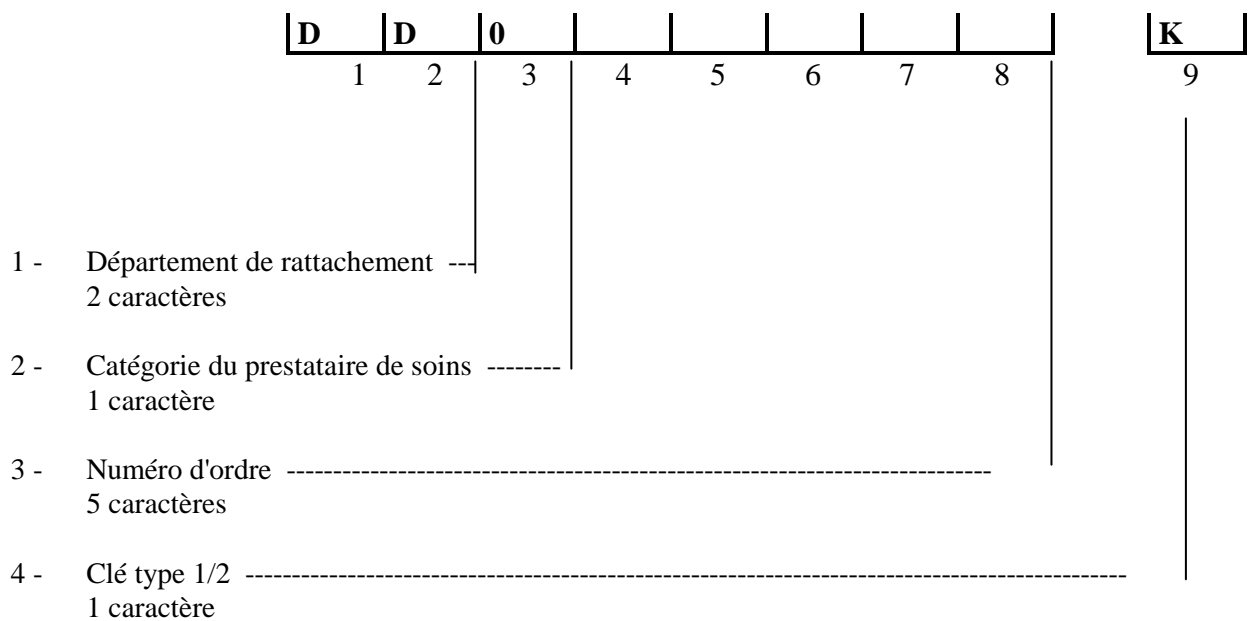 D D 0 K
1 2 3 4 5 6 7 8 9
1 - Département de rattachement ---
2 caractères
2 - Catégorie du prestataire de soins --------
1 caractère
3 - Numéro d'ordre -----------------------------------------------------------------------------
5 caractères
4 - Clé type 1/2 ------------------------------------------------------------------------------------------------
1 caractère